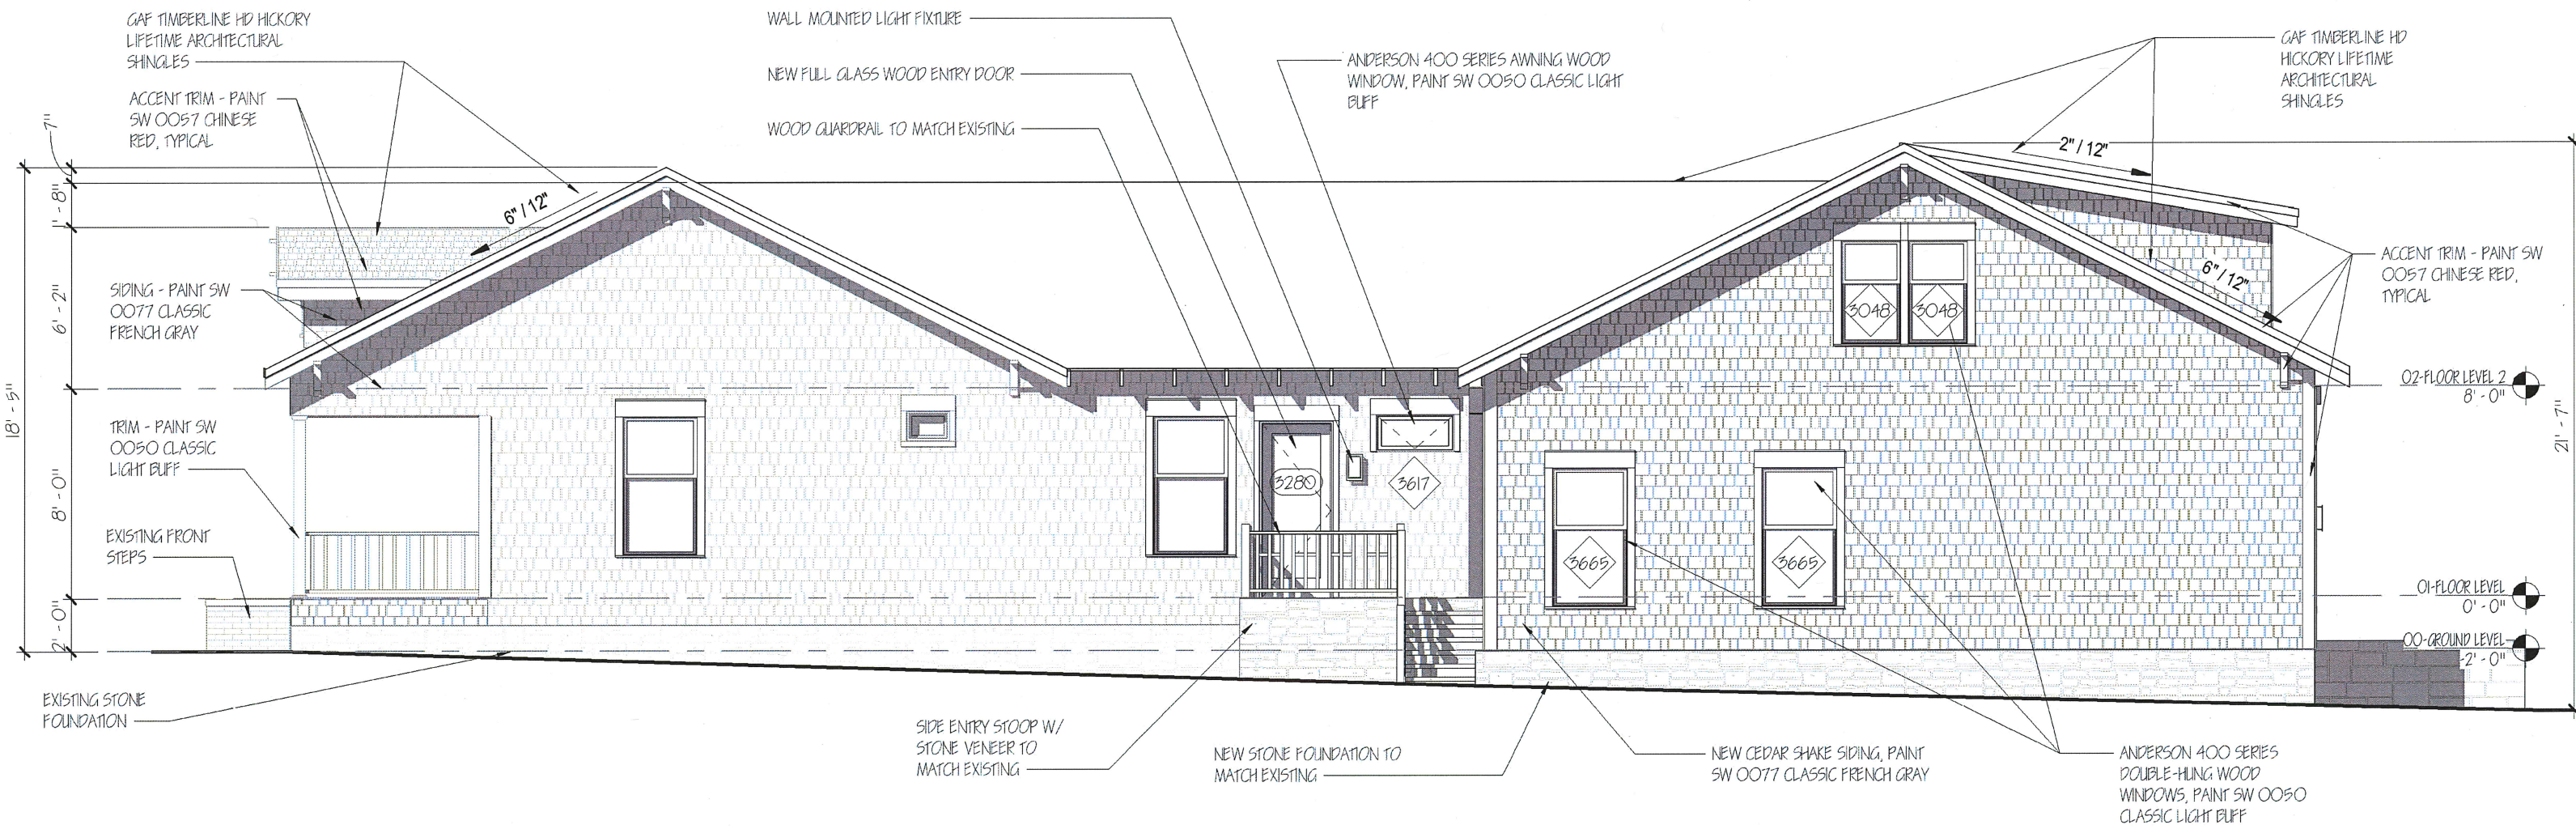 GAF TIMBERLINE HD HICKORY
LIFETIME ARCHITECTURAL
SHINGLES
ACCENT TRIM - PAINT
SW 0057 CHINESE
RED, TYPICAL
SIDING - PAINT SW
0077 CLASSIC
FRENCH GRAY
TRIM - PAINT SW
0050 CLASSIC
LIGHT BUFF
EXISTING FRONT
STEPS
EXISTING STONE
FOUNDATION
7"
1' - 8"
6' - 2"
8' - 0"
2' - 0"
18' - 5"
6" / 12"
WALL MOUNTED LIGHT FIXTURE
NEW FULL GLASS WOOD ENTRY DOOR
WOOD GUARDRAIL TO MATCH EXISTING
ANDERSON 400 SERIES AWNING WOOD
WINDOW, PAINT SW 0050 CLASSIC LIGHT
BUFF
3280
3617
SIDE ENTRY STOOP W/
STONE VENEER TO
MATCH EXISTING
NEW STONE FOUNDATION TO
MATCH EXISTING
GAF TIMBERLINE HD
HICKORY LIFETIME
ARCHITECTURAL
SHINGLES
2" / 12"
6" / 12"
3048
3048
3665
3665
ACCENT TRIM - PAINT SW
0057 CHINESE RED,
TYPICAL
02-FLOOR LEVEL 2
8' - 0"
01-FLOOR LEVEL
0' - 0"
00-GROUND LEVEL
-2' - 0"
21' - 7"
NEW CEDAR SHAKE SIDING, PAINT
SW 0077 CLASSIC FRENCH GRAY
ANDERSON 400 SERIES
DOUBLE-HUNG WOOD
WINDOWS, PAINT SW 0050
CLASSIC LIGHT BUFF